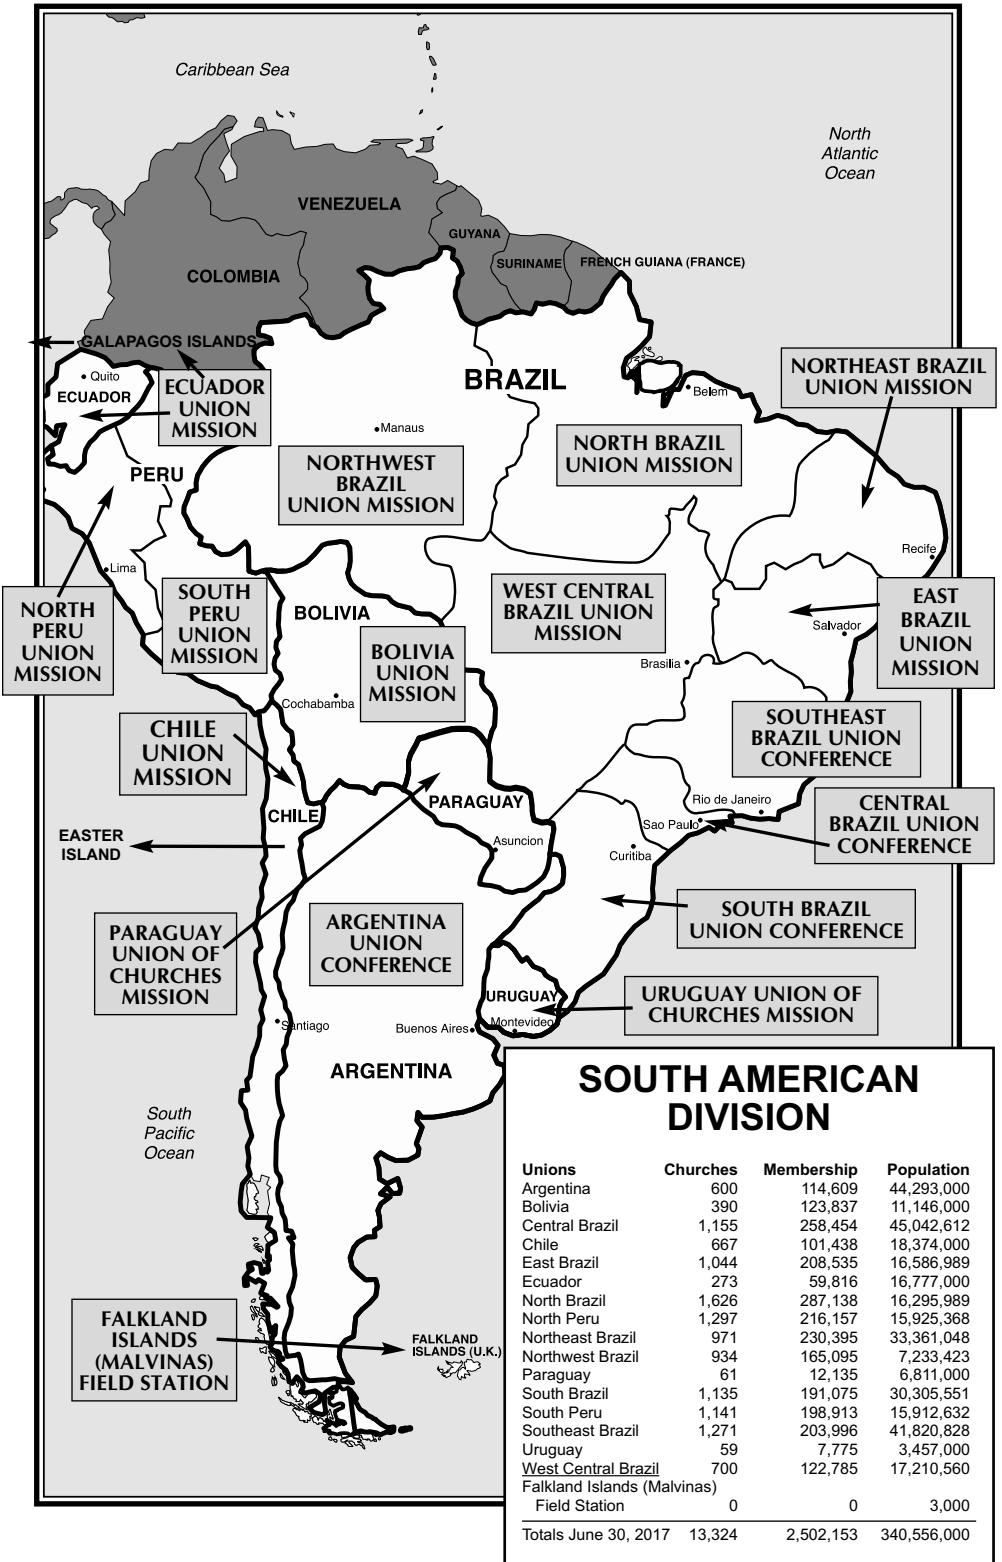 Caribbean Sea
North
Atlantic
Ocean
VENEZUELA
GUYANA
SURINAME
FRENCH GUIANA (FRANCE)
COLOMBIA
GALAPAGOS ISLANDS
Quito
ECUADOR
ECUADOR
UNION
MISSION
BRAZIL
NORTHEAST BRAZIL
UNION MISSION
Belem
Manaus
NORTH BRAZIL
UNION MISSION
NORTHWEST
BRAZIL
UNION MISSION
PERU
Recife
Lima
NORTH
PERU
UNION
MISSION
SOUTH
PERU
UNION
MISSION
BOLIVIA
WEST CENTRAL
BRAZIL UNION
MISSION
EAST
BRAZIL
UNION
MISSION
Salvador
BOLIVIA
UNION
MISSION
Brasilia
Cochabamba
CHILE
UNION
MISSION
SOUTHEAST
BRAZIL UNION
CONFERENCE
CHILE
PARAGUAY
Rio de Janeiro
CENTRAL
BRAZIL UNION
CONFERENCE
Sao Paulo
EASTER
ISLAND
Asuncion
Curitiba
PARAGUAY
UNION OF
CHURCHES
MISSION
ARGENTINA
UNION
CONFERENCE
SOUTH BRAZIL
UNION CONFERENCE
URUGUAY
URUGUAY UNION OF
CHURCHES MISSION
Santiago
Buenos Aires
Montevideo
ARGENTINA
South
Pacific
Ocean
FALKLAND
ISLANDS
(MALVINAS)
FIELD STATION
FALKLAND
ISLANDS (U.K.)
SOUTH AMERICAN
DIVISION
Unions Churches Membership Population
Argentina 600 114,609 44,293,000
Bolivia 390 123,837 11,146,000
Central Brazil 1,155 258,454 45,042,612
Chile 667 101,438 18,374,000
East Brazil 1,044 208,535 16,586,989
Ecuador 273 59,816 16,777,000
North Brazil 1,626 287,138 16,295,989
North Peru 1,297 216,157 15,925,368
Northeast Brazil 971 230,395 33,361,048
Northwest Brazil 934 165,095 7,233,423
Paraguay 61 12,135 6,811,000
South Brazil 1,135 191,075 30,305,551
South Peru 1,141 198,913 15,912,632
Southeast Brazil 1,271 203,996 41,820,828
Uruguay 59 7,775 3,457,000
West Central Brazil 700 122,785 17,210,560
Falkland Islands (Malvinas)
Field Station 0 0 3,000
Totals June 30, 2017 13,324 2,502,153 340,556,000